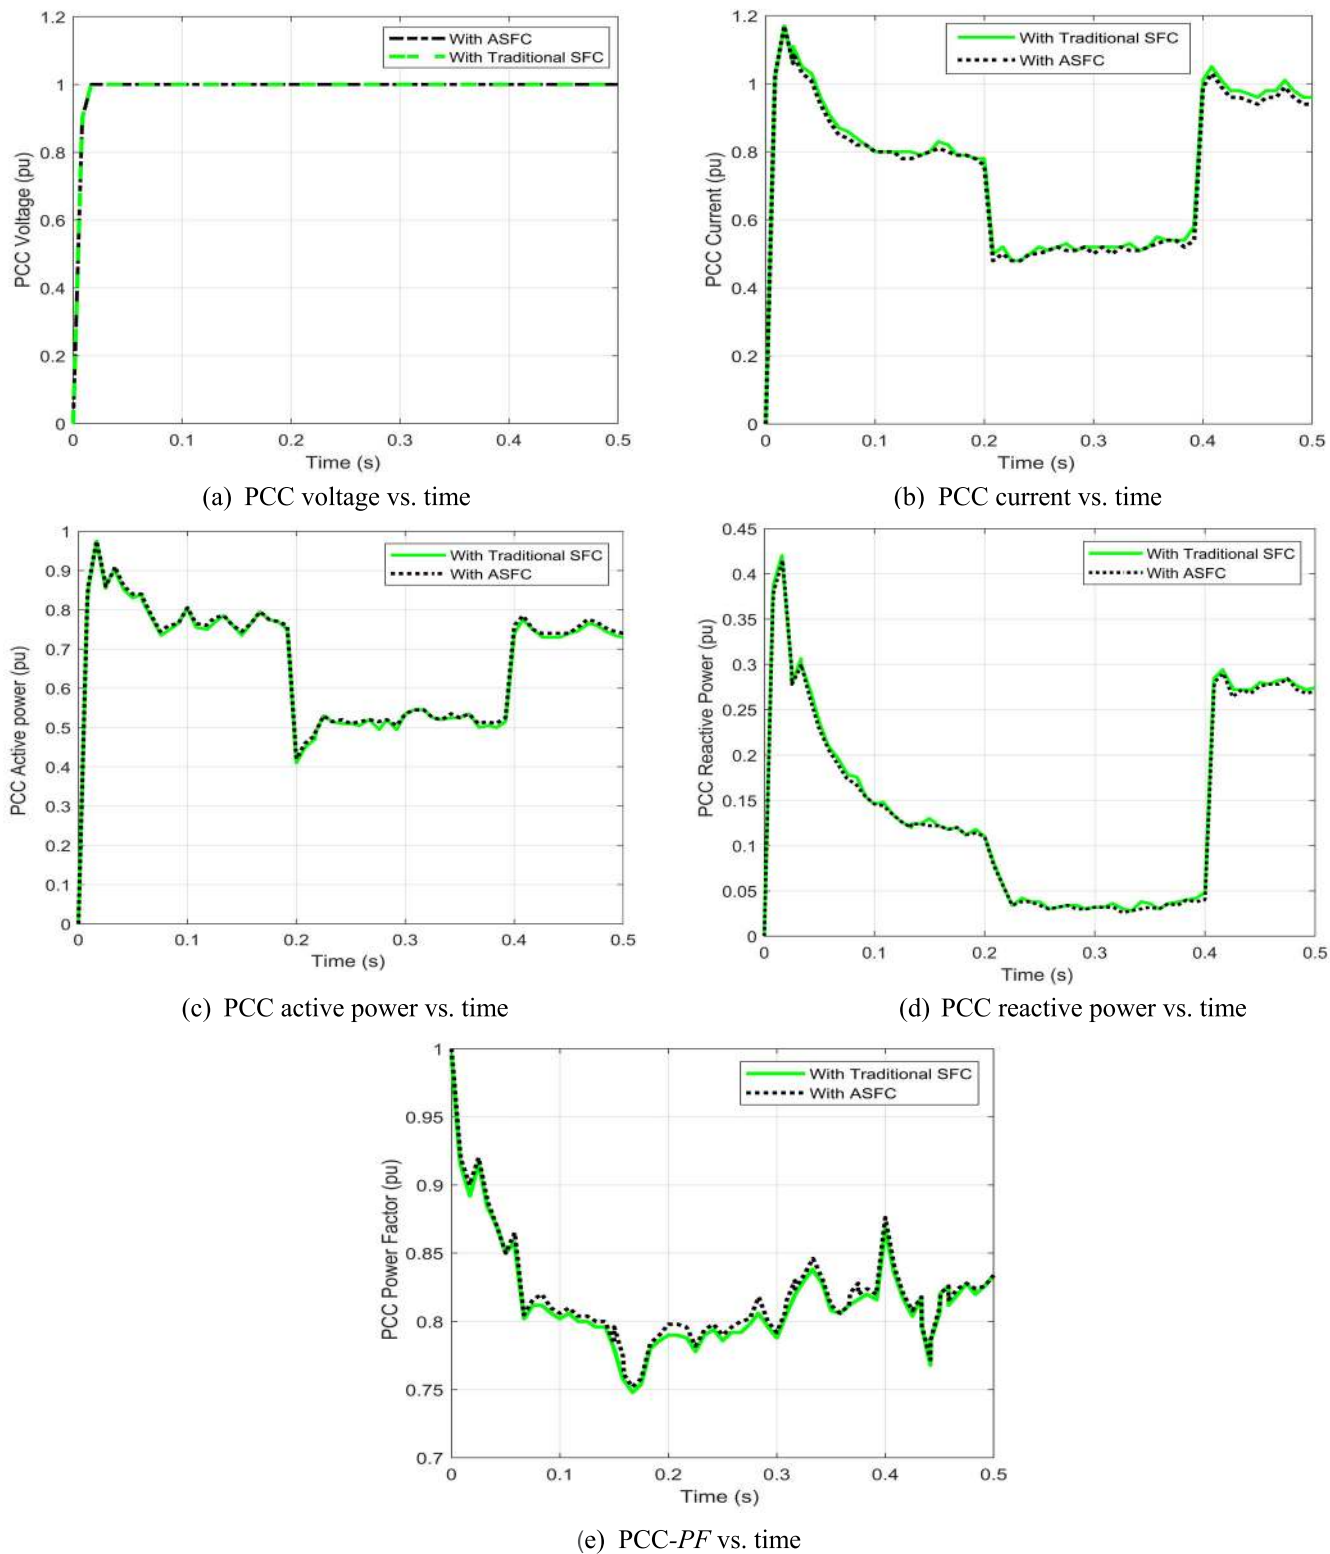 1.2
1
0.8
0.6
0.4
0.2
0
PCC Voltage (pu)
With ASFC
With Traditional SFC
0 0.1 0.2 0.3 0.4 0.5
Time (s)
(a) PCC voltage vs. time
1.2
1
0.8
0.6
0.4
0.2
0
PCC Current (pu)
With Traditional SFC
With ASFC
0 0.1 0.2 0.3 0.4 0.5
Time (s)
(b) PCC current vs. time
1
0.9
0.8
0.7
0.6
0.5
0.4
0.3
0.2
0.1
0
PCC Active power (pu)
With Traditional SFC
With ASFC
0 0.1 0.2 0.3 0.4 0.5
Time (s)
(c) PCC active power vs. time
0.45
0.4
0.35
0.3
0.25
0.2
0.15
0.1
0.05
0
PCC Reactive Power (pu)
With Traditional SFC
With ASFC
0 0.1 0.2 0.3 0.4 0.5
Time (s)
(d) PCC reactive power vs. time
1
0.95
0.9
0.85
0.8
0.75
0.7
PCC Power Factor (pu)
With Traditional SFC
With ASFC
0 0.1 0.2 0.3 0.4 0.5
Time (s)
(e) PCC-PF vs. time